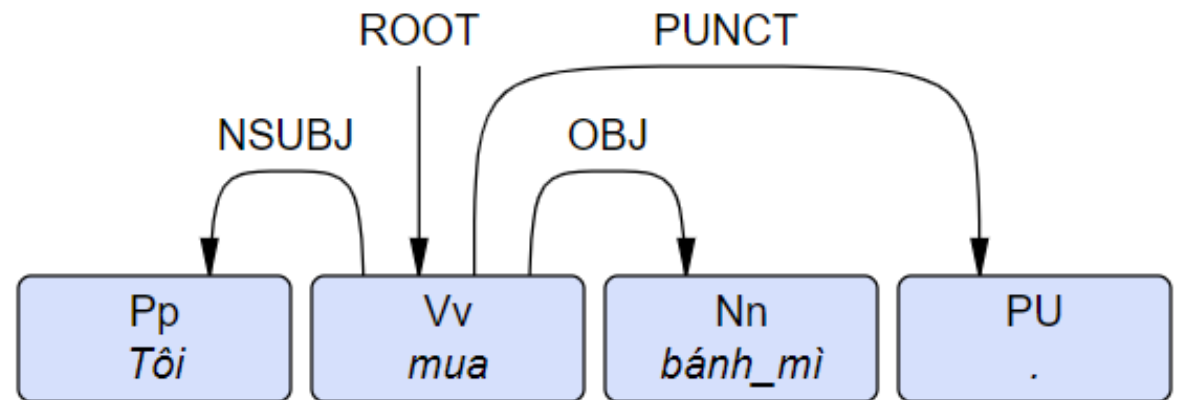 ROOT PUNCT
NSUBJ OBJ
Pp Vv Nn PU
Tôi mua bánh_mì .